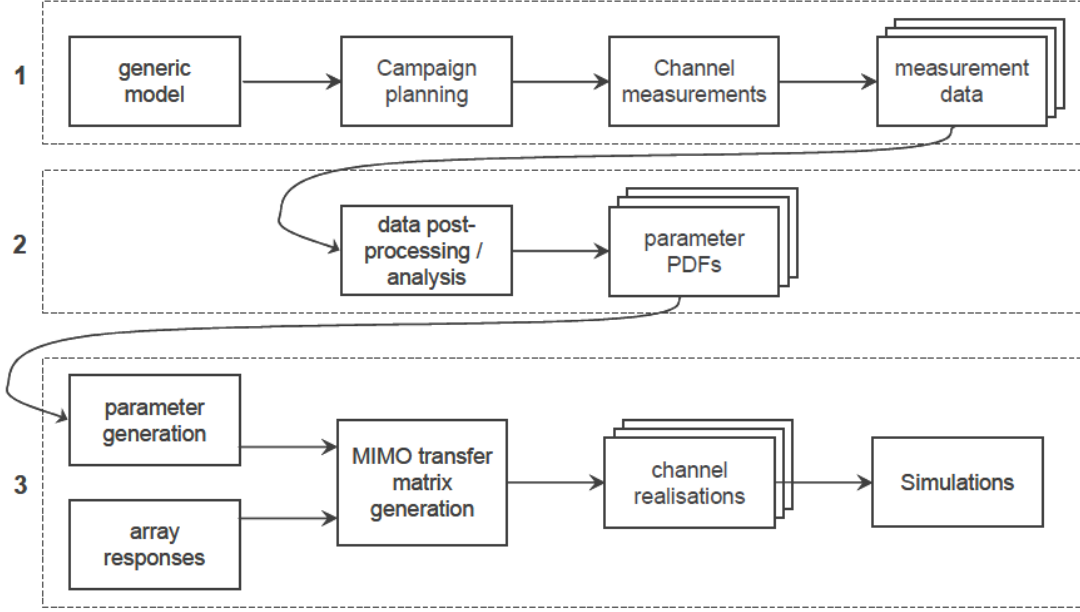 1
generic
model
Campaign
planning
Channel
measurements
measurement
data
2
data post-
processing /
analysis
parameter
PDFs
3
parameter
generation
array
responses
MIMO transfer
matrix
generation
channel
realisations
Simulations